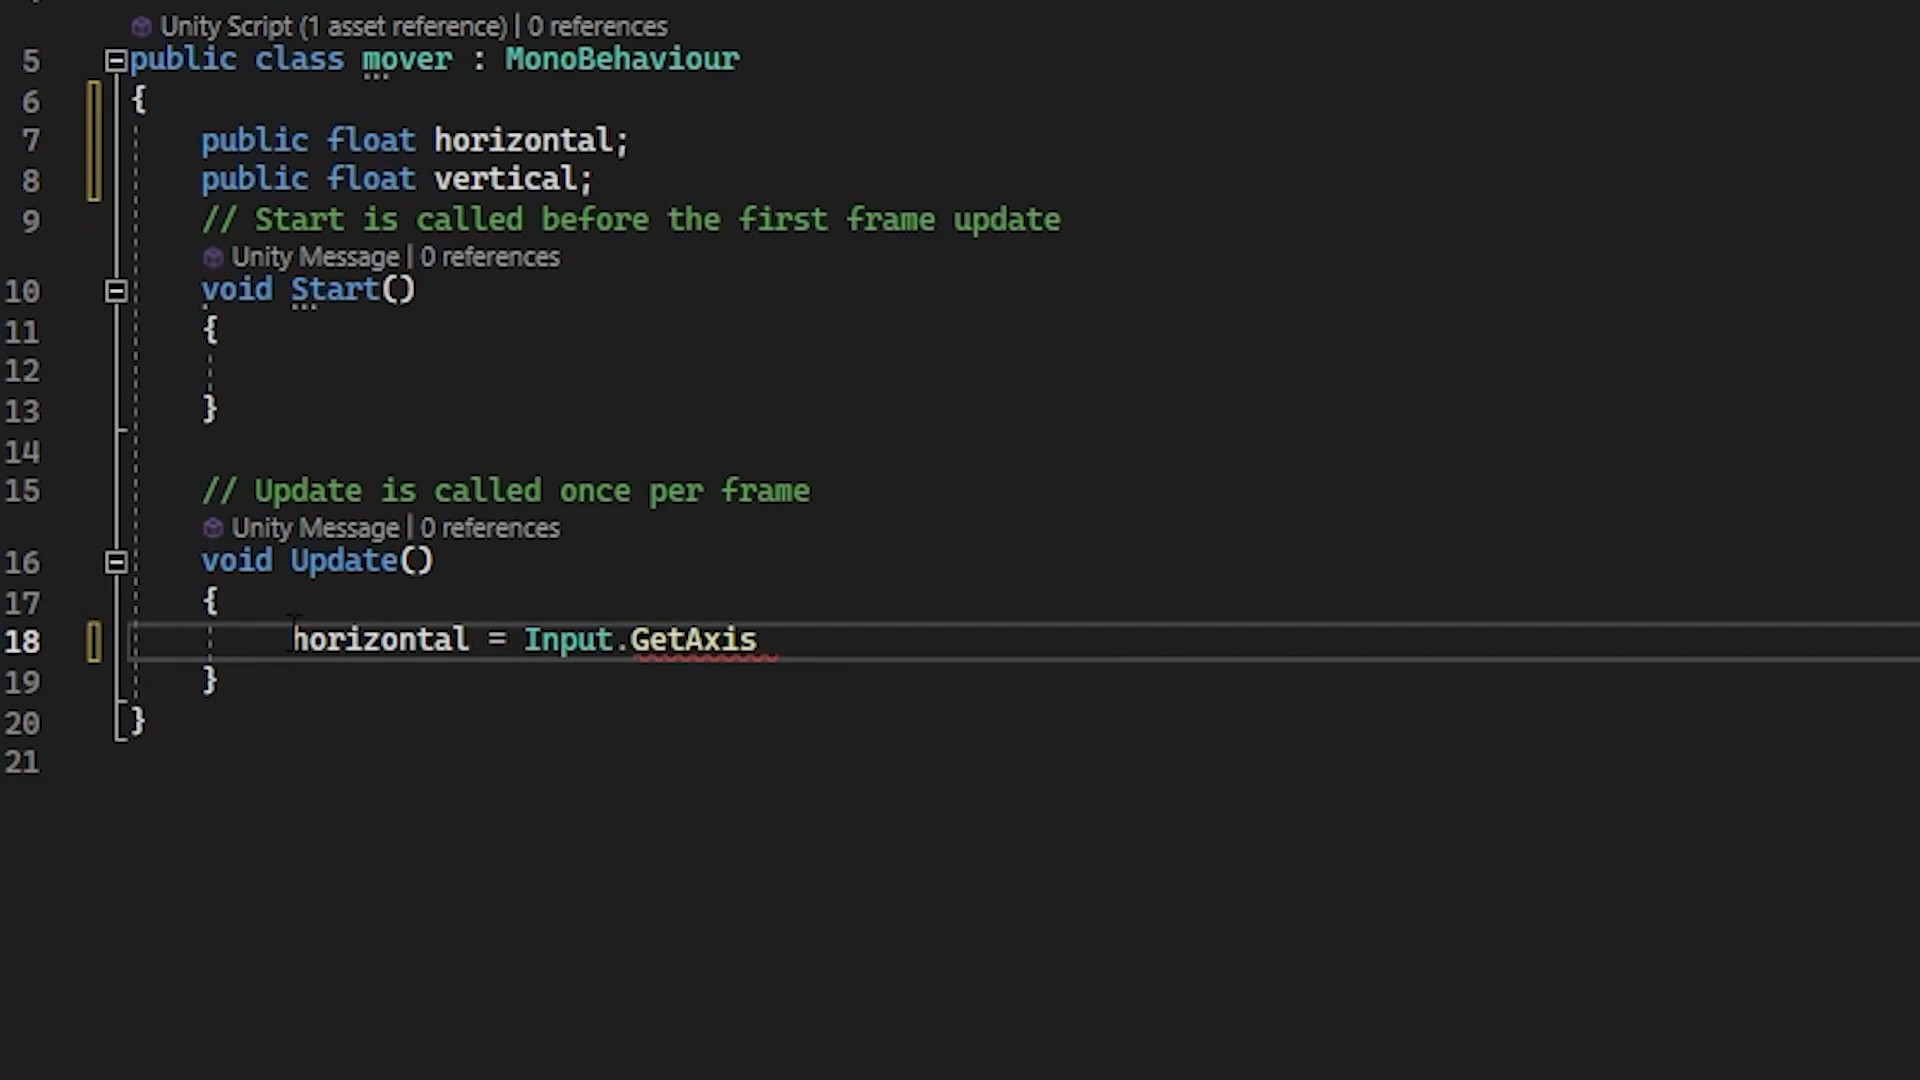 Unity Script (1 asset reference) | 0 references
5 public class mover : MonoBehaviour
6 {
7 public float horizontal;
8 public float vertical;
9 // Start is called before the first frame update
Unity Message | 0 references
10 void Start()
11 {
12
13 }
14
15 // Update is called once per frame
Unity Message | 0 references
16 void Update()
17 {
18 horizontal = Input.GetAxis
19 }
20 }
21